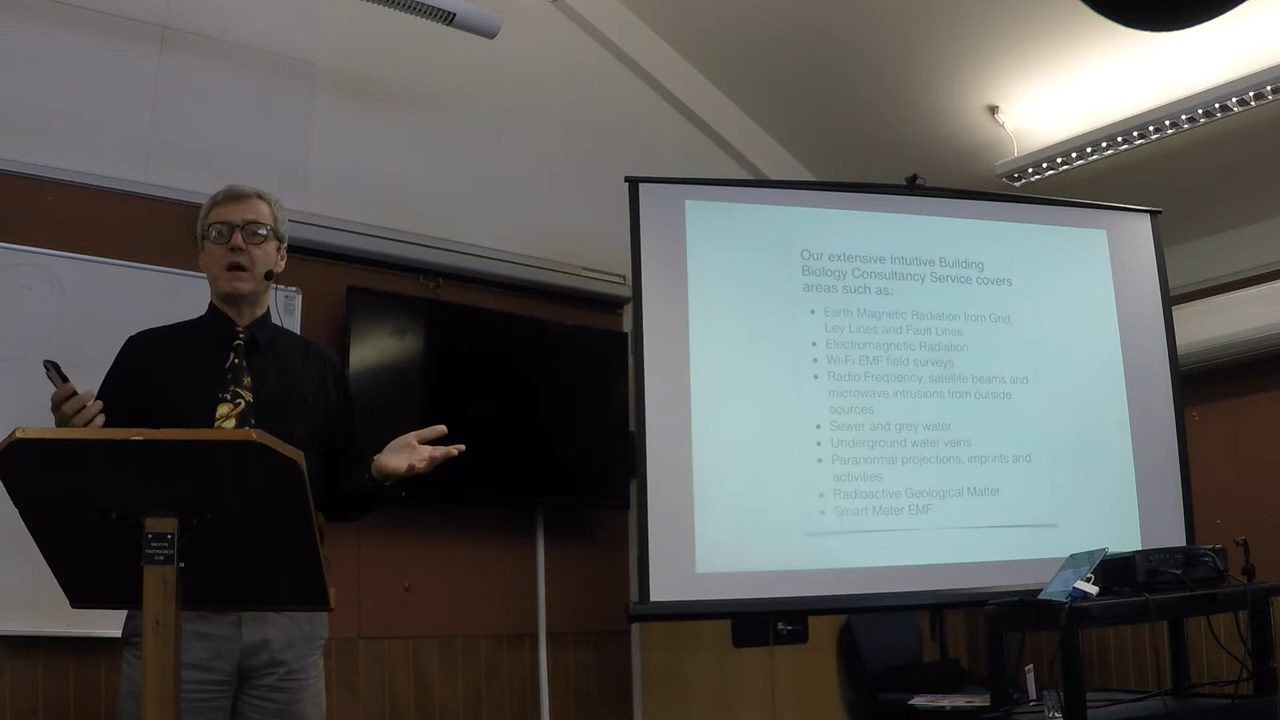 Our extensive Intuitive Building
Biology Consultancy Service covers
areas such as:
• Earth Magnetic Radiation from Grid,
Ley Lines and Fault Lines
• Electromagnetic Radiation
• Wi-Fi EMF field surveys
• Radio Frequency, satellite beams and
microwave intrusions from outside
sources
• Sewer and grey water
• Underground water veins
• Paranormal projections, imprints and
activities
• Radioactive Geological Matter
• Smart Meter EMF